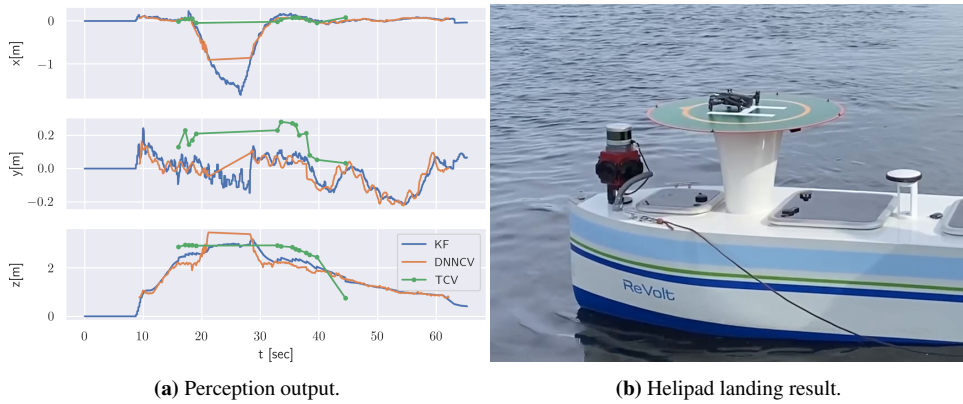 0
−1
x[m]
0.2
0.0
−0.2
y[m]
2
0
z[m]
KF
DNNCV
TCV
0 10 20 30 40 50 60
t [sec]
(a) Perception output.
ReVolt
(b) Helipad landing result.